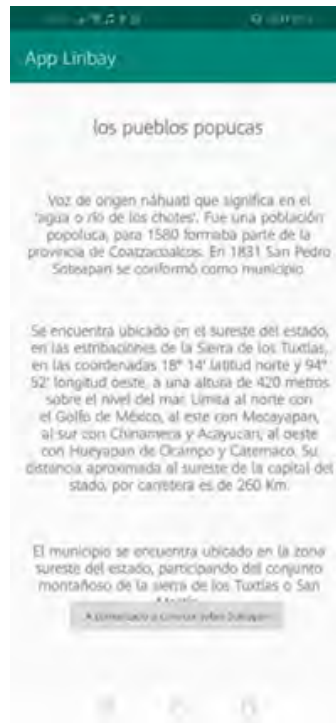 App Linbay
los pueblos popucas
Voz de origen náhuatl que significa en el
'agua o río de los chotes'. Fue una población
popoluca, para 1580 formaba parte de la
provincia de Coatzacoalcos. En 1831 San Pedro
Soteapan se conformó como municipio
Se encuentra ubicado en el sureste del estado,
en las estribaciones de la Sierra de los Tuxtlas,
en las coordenadas 18° 14' latitud norte y 94°
52' longitud oeste, a una altura de 420 metros
sobre el nivel del mar. Limita al norte con
el Golfo de México, al este con Mecayapan,
al sur con Chinameca y Acayucan, al oeste
con Hueyapan de Ocampo y Catemaco. Su
distancia aproximada al sureste de la capital del
stado, por carretera es de 260 Km.
El municipio se encuentra ubicado en la zona
sureste del estado, participando del conjunto
montañoso de la sierra de los Tuxtlas o San
A comenzado a conocer sobre Soteapan